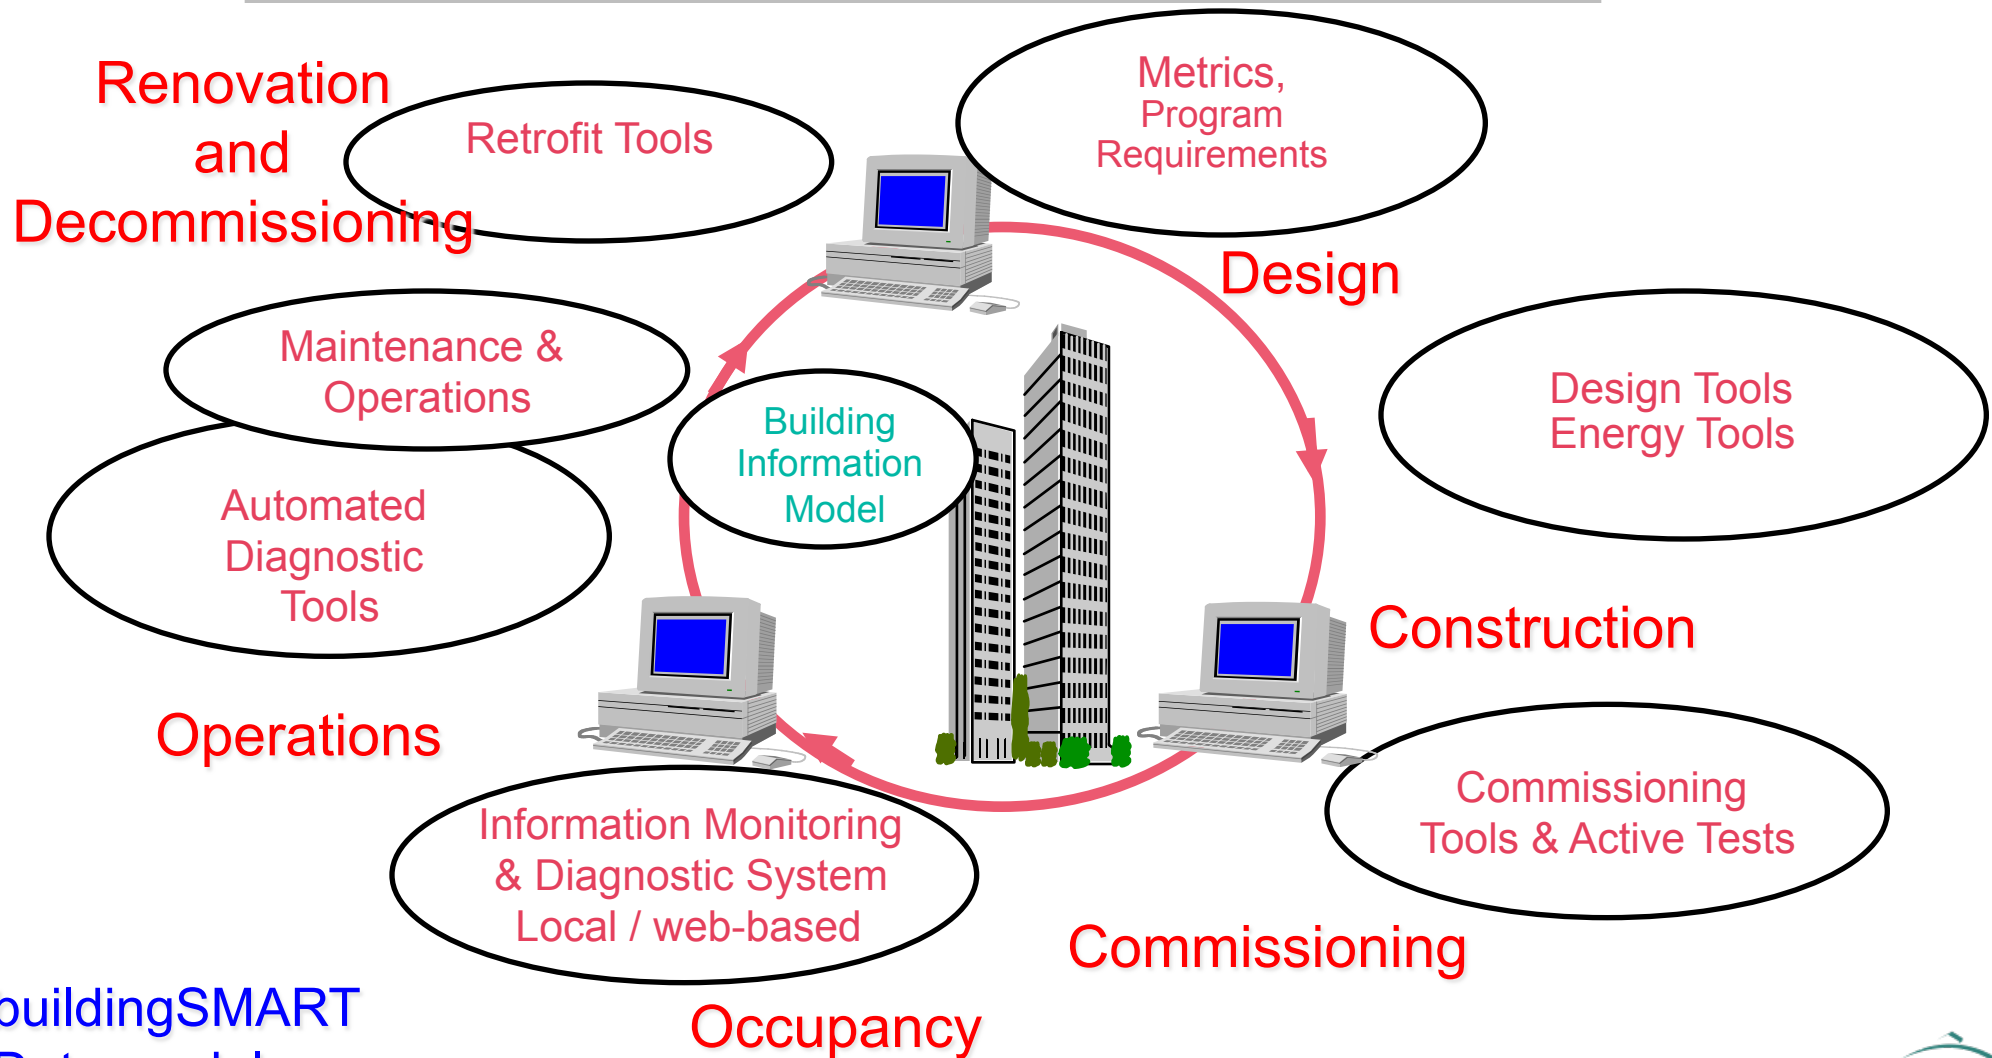 Renovation
and
Decommissioning
Retrofit Tools
Metrics,
Program
Requirements
Design
Maintenance &
Operations
Building
Information
Model
Design Tools
Energy Tools
Automated
Diagnostic
Tools
Construction
Operations
Commissioning
Tools & Active Tests
Information Monitoring
& Diagnostic System
Local / web-based
Commissioning
Occupancy
buildingSMART